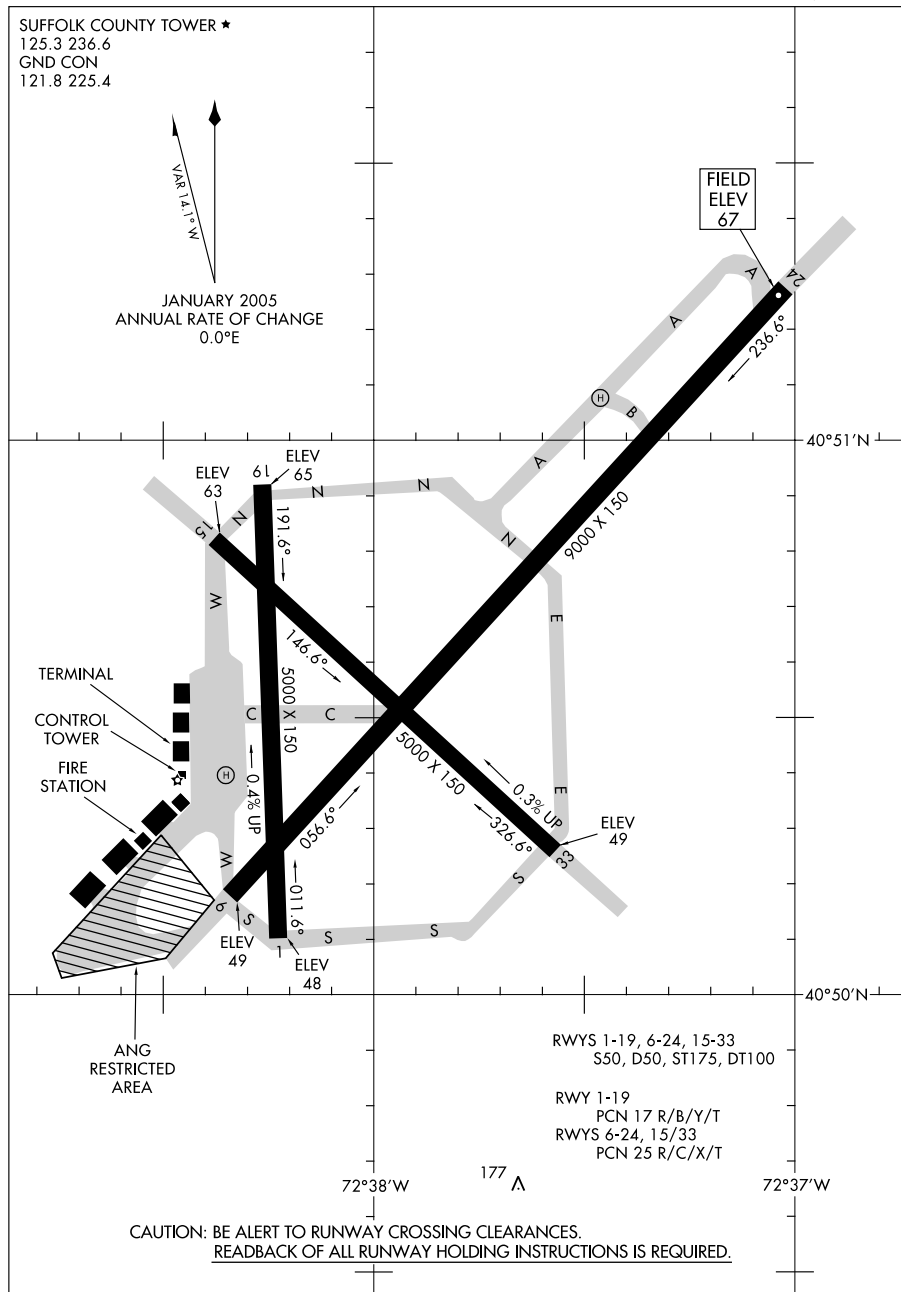 SUFFOLK COUNTY TOWER
125.3 236.6
GND CON
121.8 225.4
VAR 14.1° W
JANUARY 2005
ANNUAL RATE OF CHANGE
0.0°E
FIELD
ELEV
67
A
24
A
236.6°
H
B
A
40°51'N
ELEV
63
19
ELEV
65
N
N
N
15
191.6°
N
9000 X 150
W
E
146.6°
TERMINAL
5000 X 150
C
C
CONTROL
TOWER
5000 X 150
FIRE
STATION
H
0.4% UP
056.6°
0.3% UP
326.6°
E
ELEV
49
33
W
011.6°
S
6
S
S
S
1
ELEV
49
ELEV
48
40°50'N
ANG
RESTRICTED
AREA
RWYS 1-19, 6-24, 15-33
S50, D50, ST175, DT100
RWY 1-19
PCN 17 R/B/Y/T
RWYS 6-24, 15/33
PCN 25 R/C/X/T
177
72°38'W
72°37'W
CAUTION: BE ALERT TO RUNWAY CROSSING CLEARANCES.
READBACK OF ALL RUNWAY HOLDING INSTRUCTIONS IS REQUIRED.